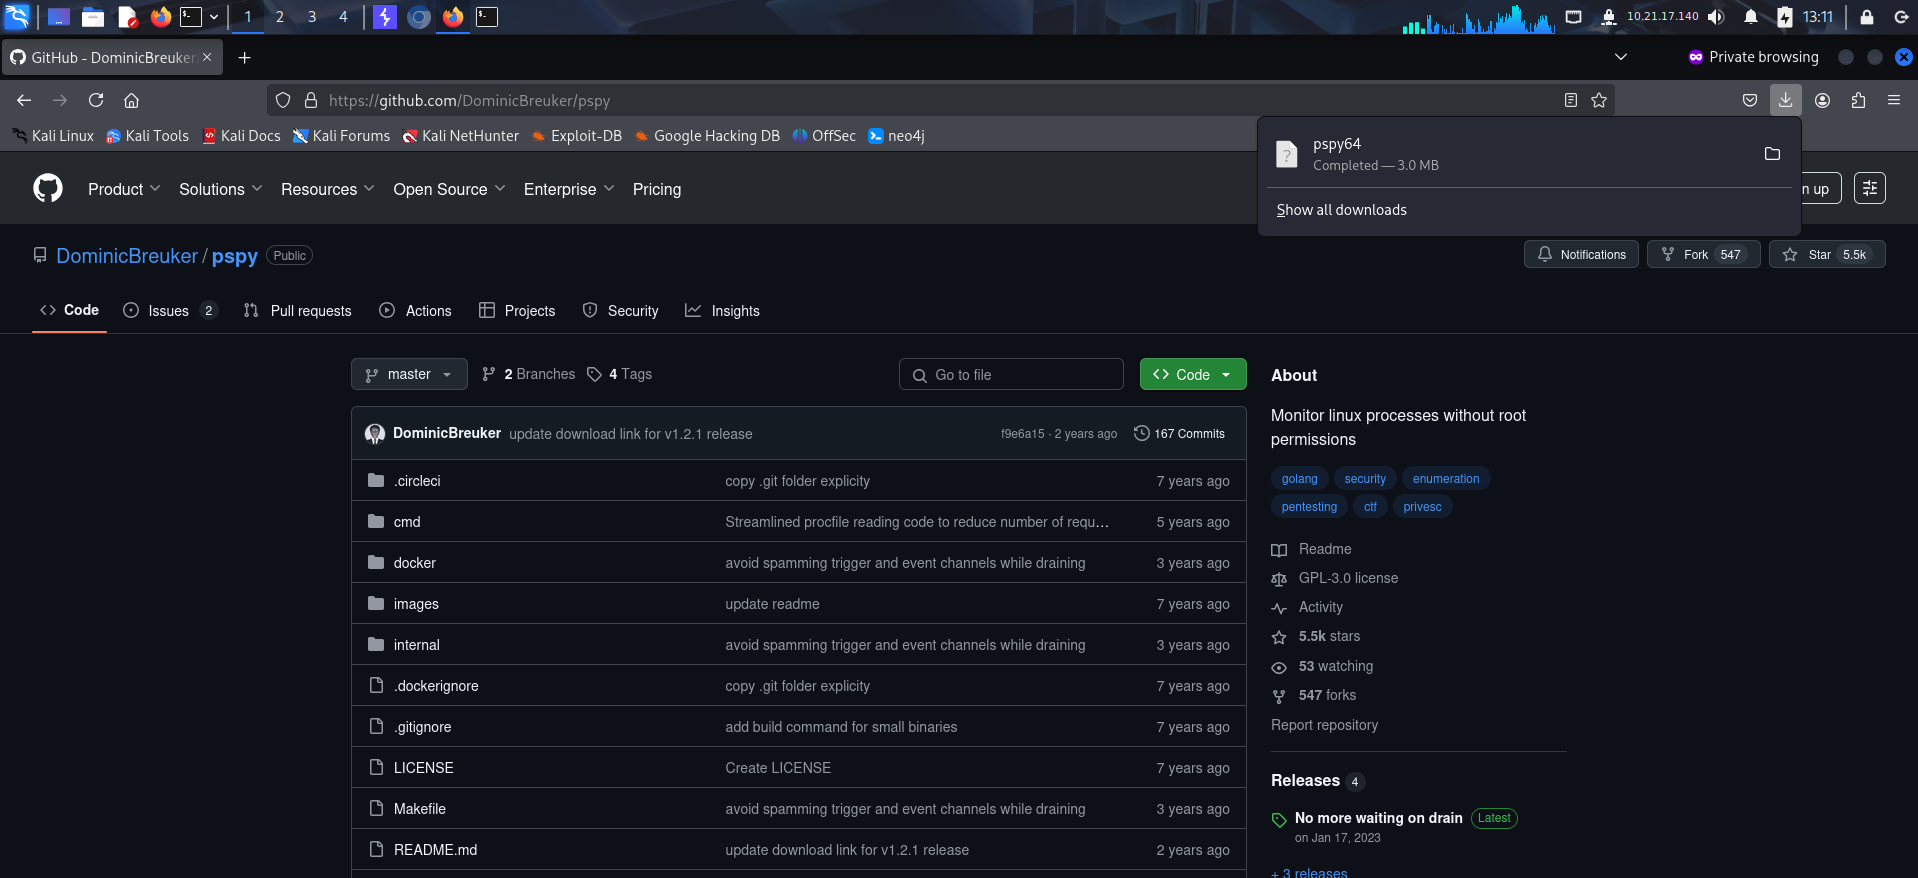 1 2 3 4 10.21.17.140 13:11
GitHub - DominicBreuker Private browsing
https://github.com/DominicBreuker/pspy
Kali Linux Kali Tools Kali Docs Kali Forums Kali NetHunter Exploit-DB Google Hacking DB OffSec neo4j
pspy64
Completed — 3.0 MB
Show all downloads
Product Solutions Resources Open Source Enterprise Pricing n up
DominicBreuker / pspy Public
Notifications Fork 547 Star 5.5k
Code Issues 2 Pull requests Actions Projects Security Insights
master 2 Branches 4 Tags Go to file Code
DominicBreuker update download link for v1.2.1 release f9e6a15 · 2 years ago 167 Commits
.circleci copy .git folder explicity 7 years ago
cmd Streamlined procfile reading code to reduce number of requ… 5 years ago
docker avoid spamming trigger and event channels while draining 3 years ago
images update readme 7 years ago
internal avoid spamming trigger and event channels while draining 3 years ago
.dockerignore copy .git folder explicity 7 years ago
.gitignore add build command for small binaries 7 years ago
LICENSE Create LICENSE 7 years ago
Makefile avoid spamming trigger and event channels while draining 3 years ago
README.md update download link for v1.2.1 release 2 years ago
About
Monitor linux processes without root
permissions
golang security enumeration
pentesting ctf privesc
Readme
GPL-3.0 license
Activity
5.5k stars
53 watching
547 forks
Report repository
Releases 4
No more waiting on drain Latest
on Jan 17, 2023
+ 3 releases